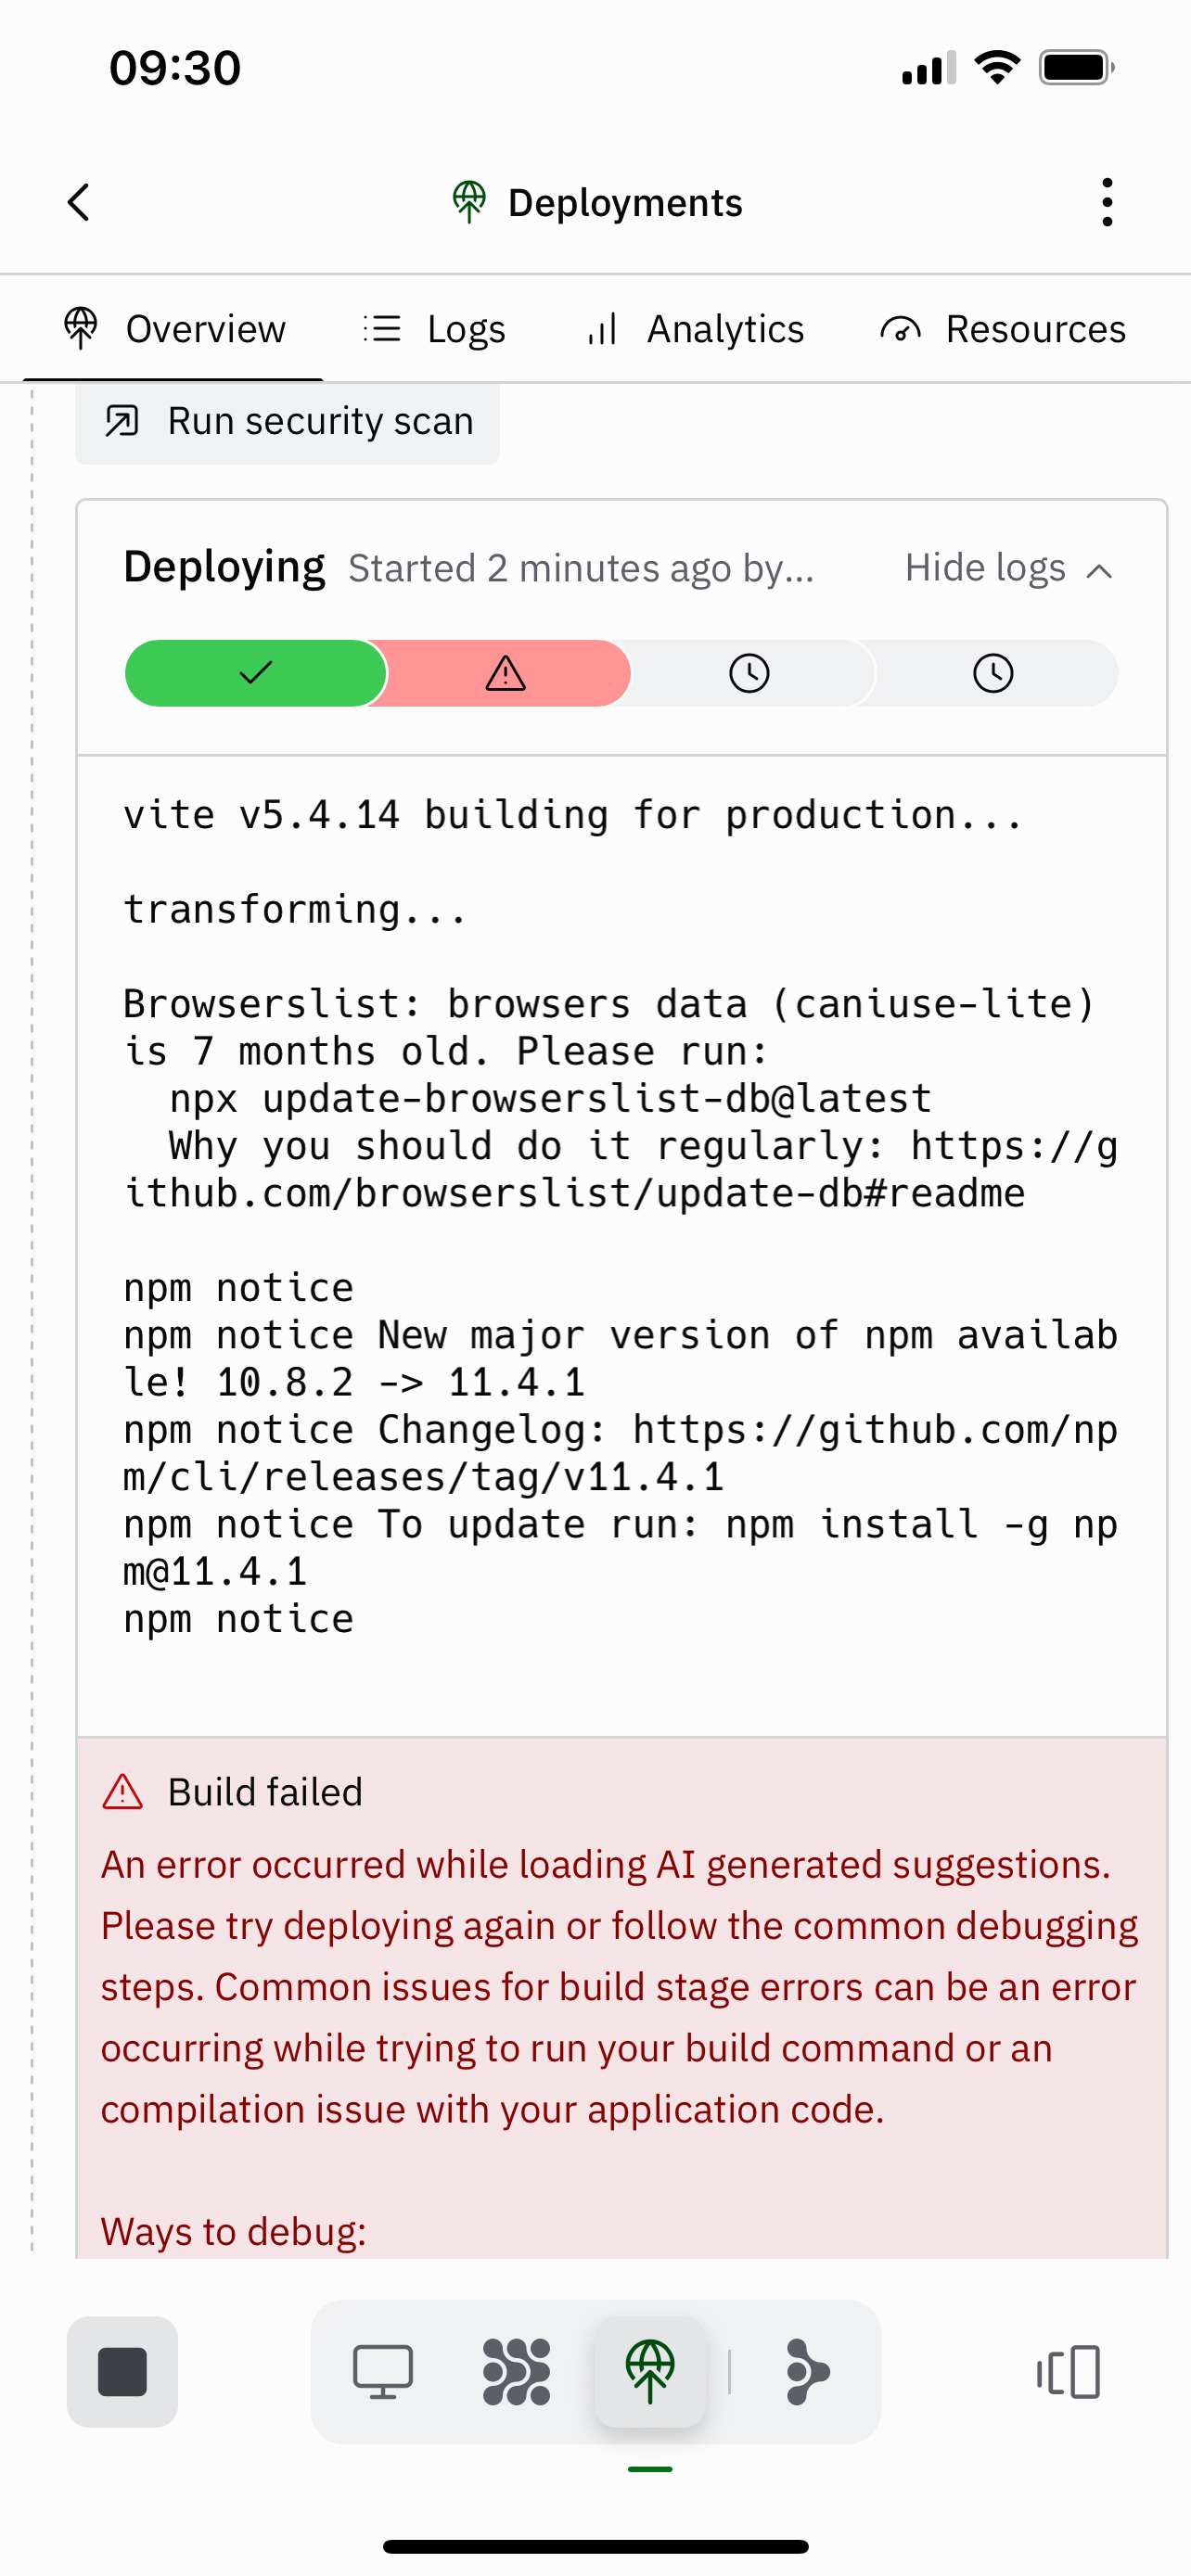 09:30
Deployments
Overview
Logs
Analytics
Resources
Run security scan
Deploying Started 2 minutes ago by...
Hide logs
vite v5.4.14 building for production...
transforming...
Browserslist: browsers data (caniuse-lite)
is 7 months old. Please run:
npx update-browserslist-db@latest
Why you should do it regularly: https://g
ithub.com/browserslist/update-db#readme
npm notice
npm notice New major version of npm availab
le! 10.8.2 -> 11.4.1
npm notice Changelog: https://github.com/np
m/cli/releases/tag/v11.4.1
npm notice To update run: npm install -g np
m@11.4.1
npm notice
Build failed
An error occurred while loading AI generated suggestions.
Please try deploying again or follow the common debugging
steps. Common issues for build stage errors can be an error
occurring while trying to run your build command or an
compilation issue with your application code.
Ways to debug: